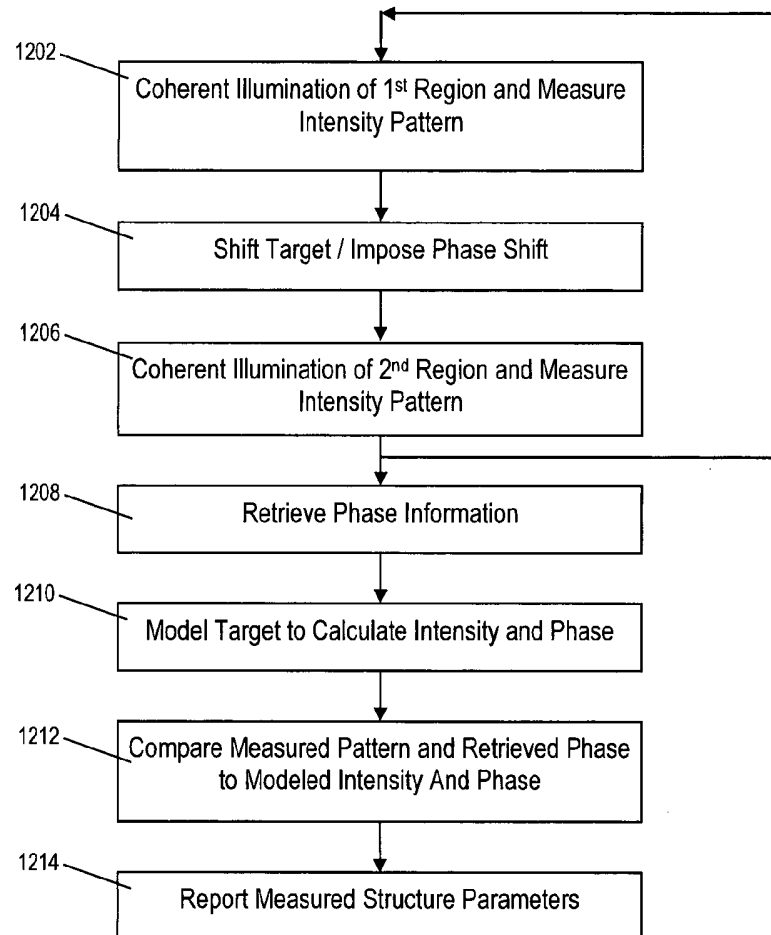 1202
Coherent Illumination of 1st Region and Measure
Intensity Pattern
1204
Shift Target / Impose Phase Shift
1206
Coherent Illumination of 2nd Region and Measure
Intensity Pattern
1208
Retrieve Phase Information
1210
Model Target to Calculate Intensity and Phase
1212
Compare Measured Pattern and Retrieved Phase
to Modeled Intensity And Phase
1214
Report Measured Structure Parameters